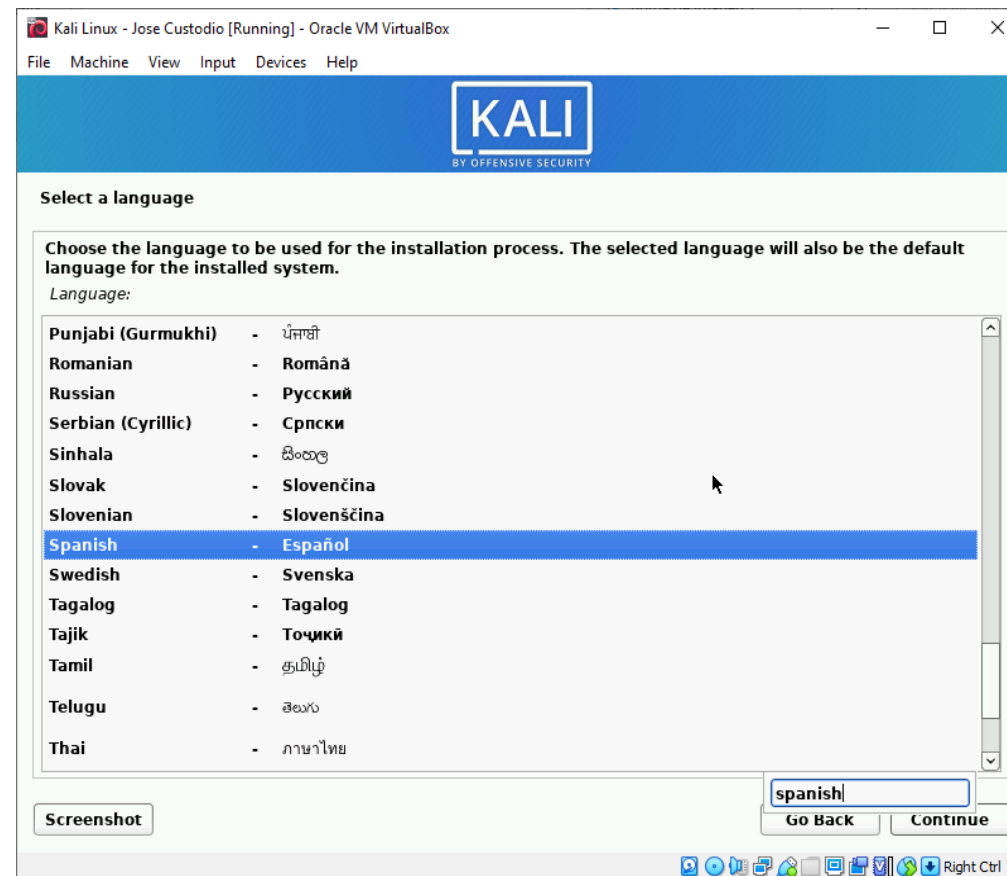 Kali Linux - Jose Custodio [Running] - Oracle VM VirtualBox
File Machine View Input Devices Help
KALI
BY OFFENSIVE SECURITY
Select a language
Choose the language to be used for the installation process. The selected language will also be the default
language for the installed system.
Language:
Punjabi (Gurmukhi) - ਪੰਜਾਬੀ
Romanian - Română
Russian - Русский
Serbian (Cyrillic) - Српски
Sinhala - සිංහල
Slovak - Slovenčina
Slovenian - Slovenščina
Spanish - Español
Swedish - Svenska
Tagalog - Tagalog
Tajik - Тоҷикӣ
Tamil - தமிழ்
Telugu - తెలుగు
Thai - ภาษาไทย
spanish
Screenshot Go Back Continue
Right Ctrl